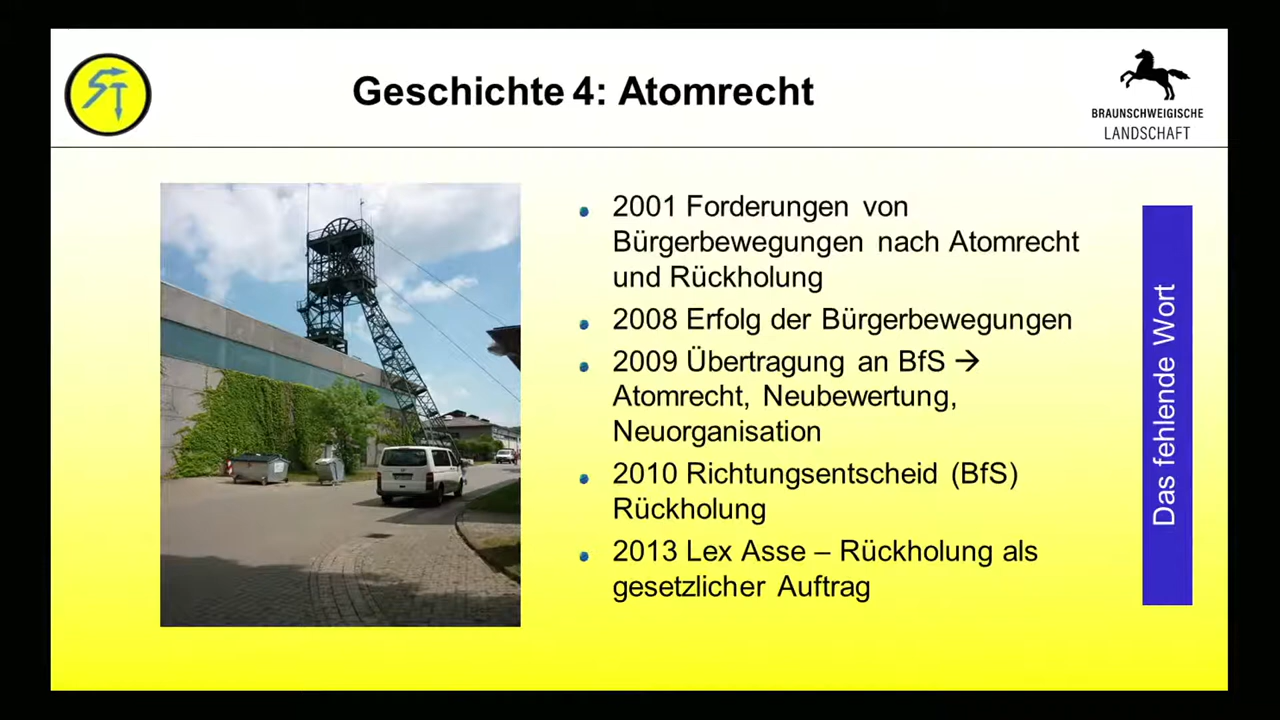 Geschichte 4: Atomrecht
BRAUNSCHWEIGISCHE
LANDSCHAFT
2001 Forderungen von
Bürgerbewegungen nach Atomrecht
und Rückholung
2008 Erfolg der Bürgerbewegungen
2009 Übertragung an BfS →
Atomrecht, Neubewertung,
Neuorganisation
2010 Richtungsentscheid (BfS)
Rückholung
2013 Lex Asse – Rückholung als
gesetzlicher Auftrag
Das fehlende Wort